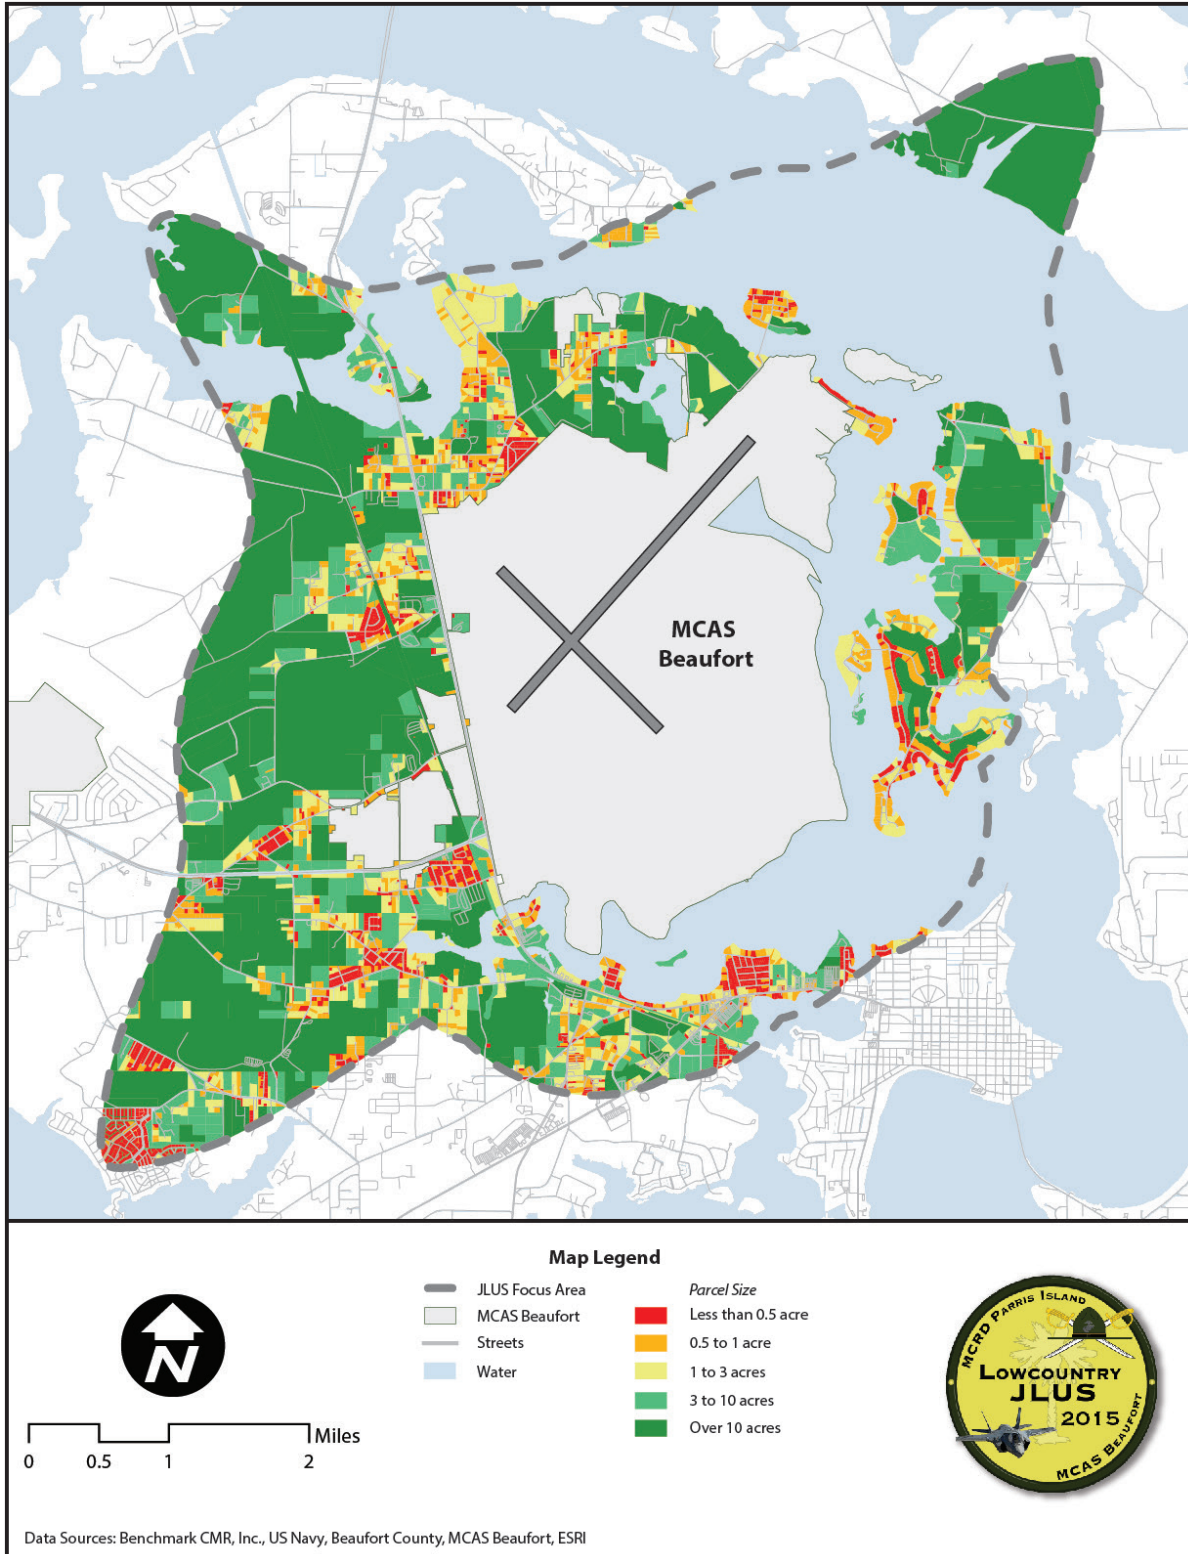 MCAS
Beaufort
Map Legend
JLUS Focus Area
MCAS Beaufort
Streets
Water
Parcel Size
Less than 0.5 acre
0.5 to 1 acre
1 to 3 acres
3 to 10 acres
Over 10 acres
N
Miles
0 0.5 1 2
MCRD PARRIS ISLAND
LOWCOUNTRY
JLUS
2015
MCAS BEAUFORT
Data Sources: Benchmark CMR, Inc., US Navy, Beaufort County, MCAS Beaufort, ESRI